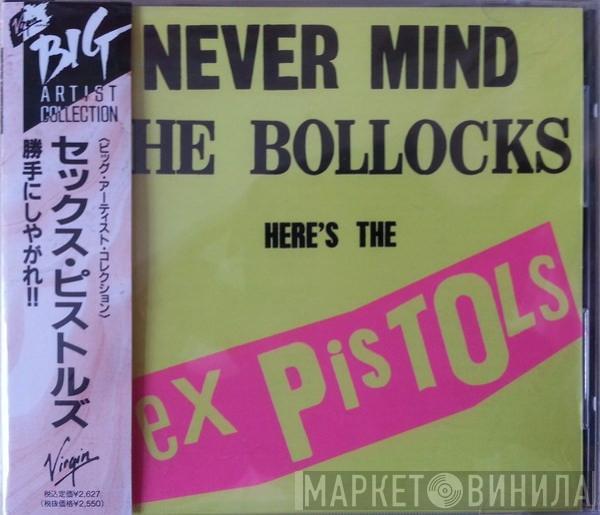 Virgin
BIG
ARTIST
COLLECTION
〈ビッグ・アーティスト・コレクション〉
セックス・ピストルズ
勝手にしやがれ!!
Virgin
税込定価¥2,627
(税抜価格¥2,550)
NEVER MIND
HE BOLLOCKS
HERE'S THE
ex PiSTOLs
МАРКЕТ ВИНИЛА